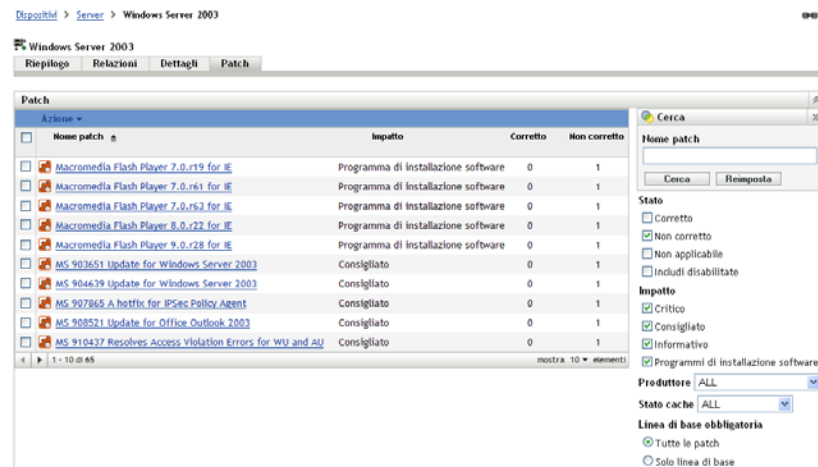 Dispositivi > Server > Windows Server 2003
Windows Server 2003
Riepilogo Relazioni Dettagli Patch
Patch
Azione
Nome patch Impatto Corretto Non corretto
Macromedia Flash Player 7.0.r19 for IE Programma di installazione software 0 1
Macromedia Flash Player 7.0.r61 for IE Programma di installazione software 0 1
Macromedia Flash Player 7.0.r63 for IE Programma di installazione software 0 1
Macromedia Flash Player 8.0.r22 for IE Programma di installazione software 0 1
Macromedia Flash Player 9.0.r28 for IE Programma di installazione software 0 1
MS 903651 Update for Windows Server 2003 Consigliato 0 1
MS 904639 Update for Windows Server 2003 Consigliato 0 1
MS 907865 A hotfix for IPSec Policy Agent Consigliato 0 1
MS 908521 Update for Office Outlook 2003 Consigliato 0 1
MS 910437 Resolves Access Violation Errors for WU and AU Consigliato 0 1
1 - 10 di 65 mostra 10 elementi
Cerca
Nome patch
Cerca Reimposta
Stato
Corretto
Non corretto
Non applicabile
Includi disabilitate
Impatto
Critico
Consigliato
Informativo
Programmi di installazione software
Produttore ALL
Stato cache ALL
Linea di base obbligatoria
Tutte le patch
Solo linea di base